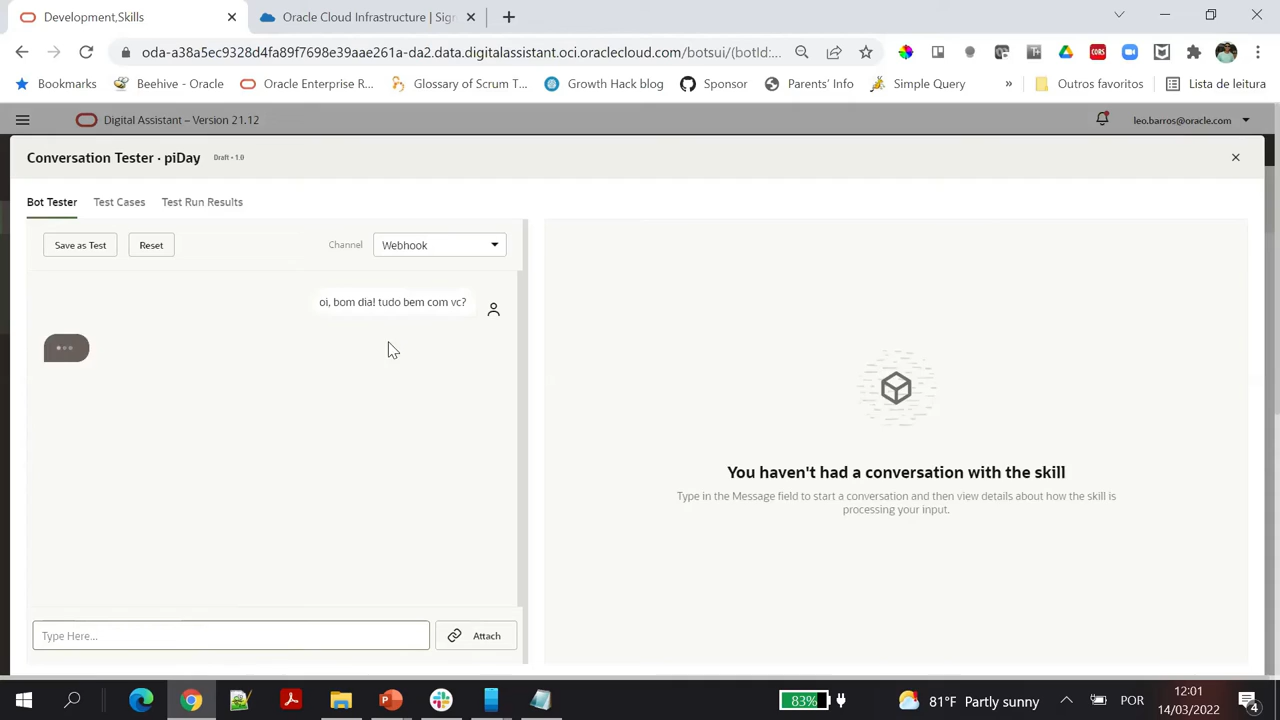 Development,Skills
Oracle Cloud Infrastructure | Sig
oda-a38a5ec9328d4fa89f7698e39aae261a-da2.data.digitalassistant.oci.oraclecloud.com/botsui/(botId:...
Bookmarks
Beehive - Oracle
Oracle Enterprise R...
Glossary of Scrum T...
Growth Hack blog
Sponsor
Parents' Info
Simple Query
»
Outros favoritos
Lista de leitura
Digital Assistant – Version 21.12
leo.barros@oracle.com
Conversation Tester · piDay
Draft • 1.0
Bot Tester
Test Cases
Test Run Results
Save as Test
Reset
Channel
Webhook
oi, bom dia! tudo bem com vc?
You haven't had a conversation with the skill
Type in the Message field to start a conversation and then view details about how the skill is
processing your input.
Type Here...
Attach
83%
81°F Partly sunny
POR
12:01
14/03/2022
4